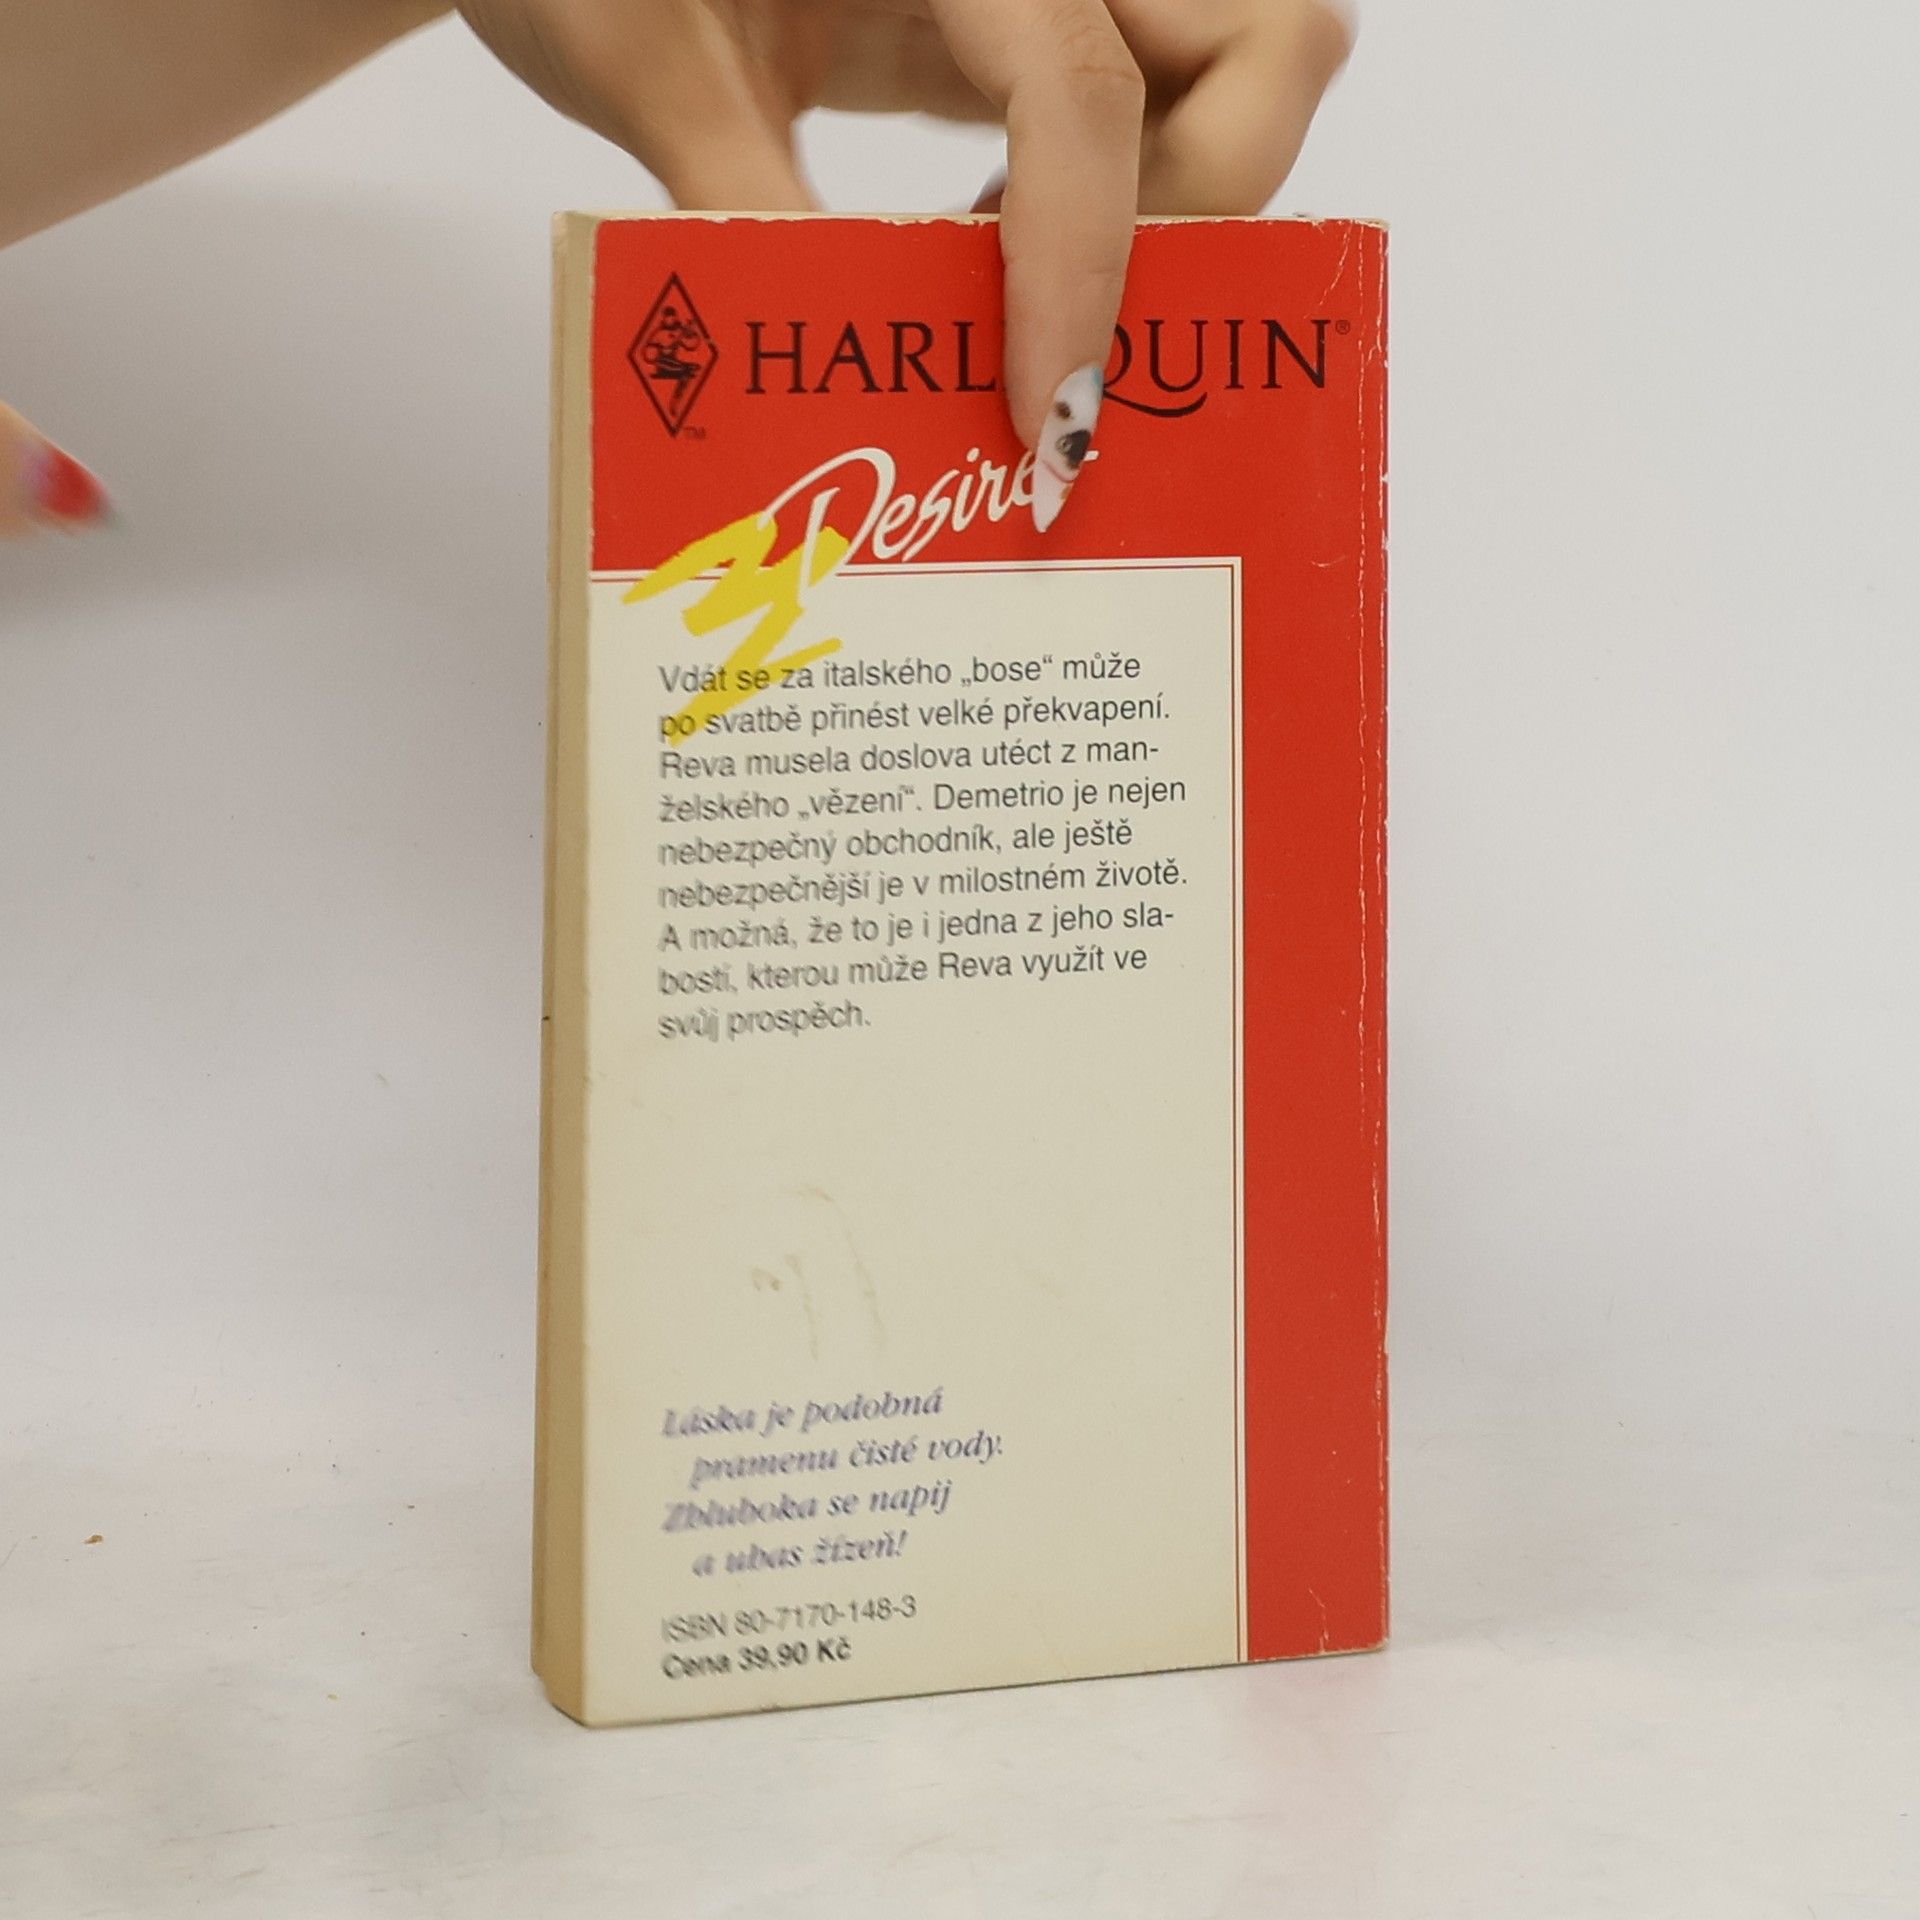 HARL QUIN®
TM
Desire
Vdát se za italského „bose“ může
po svatbě přinést velké překvapení.
Reva musela doslova utéct z man-
želského „vězení“. Demetrio je nejen
nebezpečný obchodník, ale ještě
nebezpečnější je v milostném životě.
A možná, že to je i jedna z jeho sla-
bostí, kterou může Reva využít ve
svůj prospěch.
Láska je podobná
pramenu čisté vody.
Zhluboka se napij
a uhas žízeň!
ISBN 80-7170-148-3
Cena 39,90 Kč